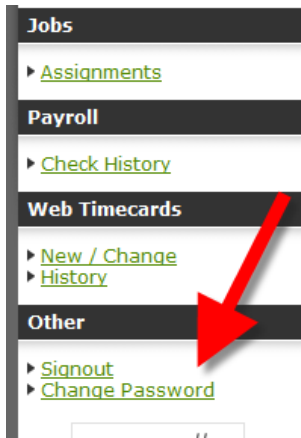 Jobs
Assignments
Payroll
Check History
Web Timecards
New / Change
History
Other
Signout
Change Password